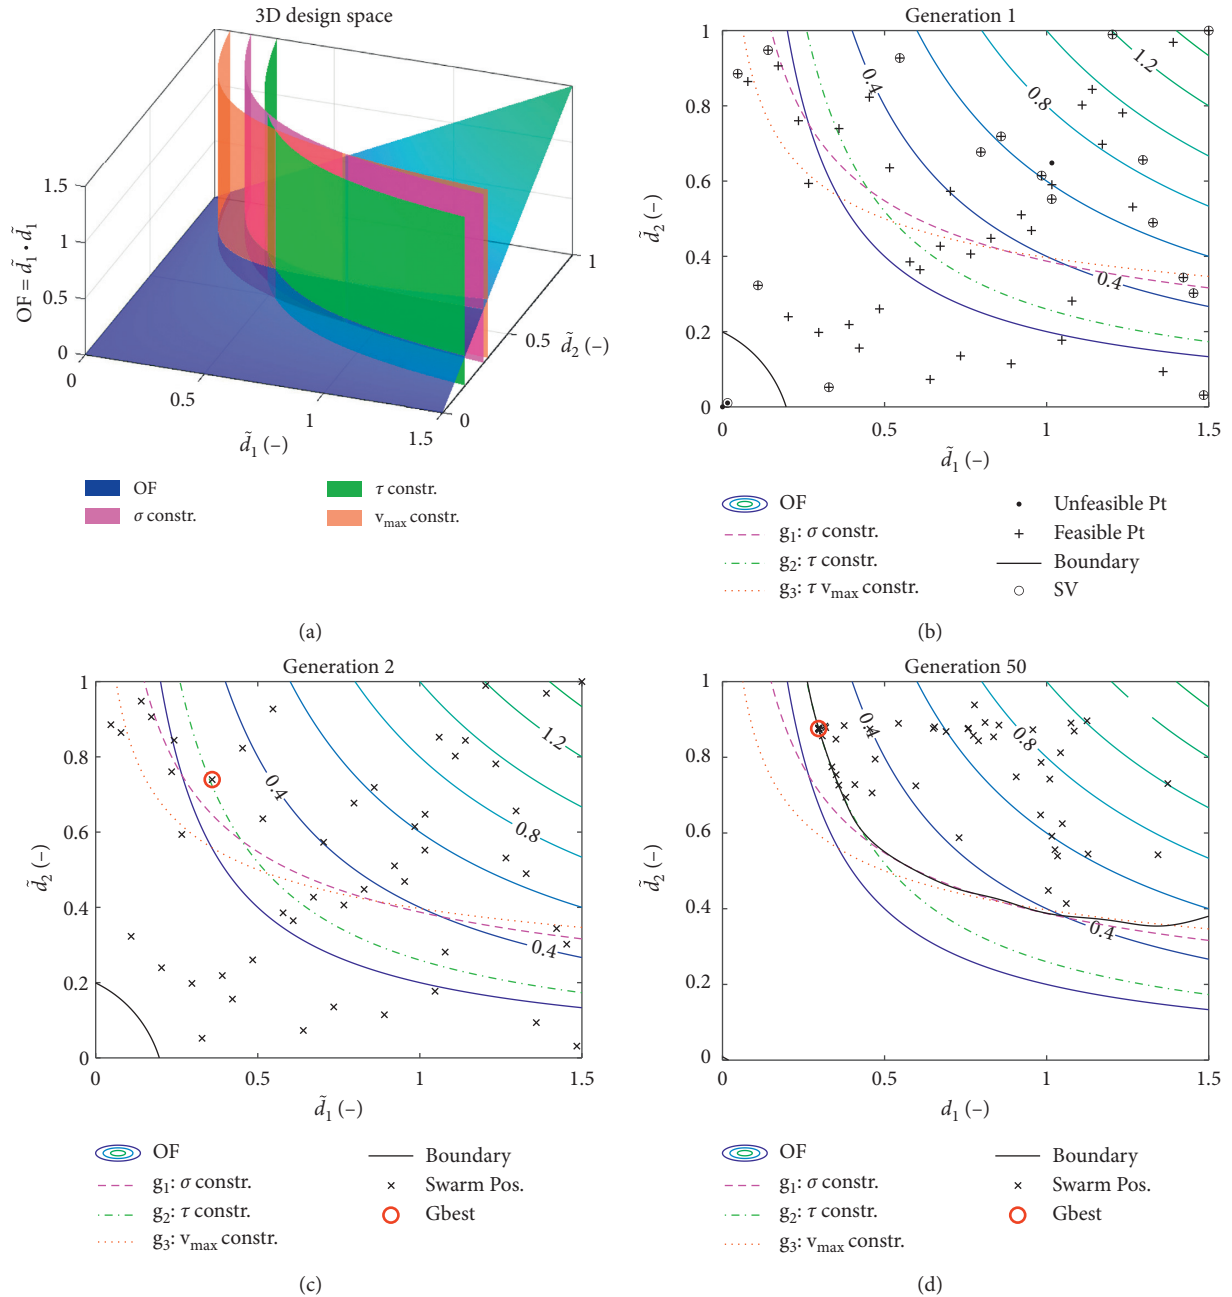 3D design space
OF = d̃₁ • d̃₁
1.5
1
0.5
0
0
0.5
1
1.5
d̃₁ (–)
0
0.5
1
d̃₂ (–)
OF
σ constr.
τ constr.
vₘₐₓ constr.
(a)
Generation 1
d̃₂ (–)
1
0.8
0.6
0.4
0.2
0
0.4
0.8
1.2
0.4
0
0.5
1
1.5
d̃₁ (–)
OF
g₁: σ constr.
g₂: τ constr.
g₃: τ vₘₐₓ constr.
Unfeasible Pt
Feasible Pt
Boundary
SV
(b)
Generation 2
d̃₂ (–)
1
0.8
0.6
0.4
0.2
0
0.4
0.8
1.2
0.4
0
0.5
1
1.5
d̃₁ (–)
OF
g₁: σ constr.
g₂: τ constr.
g₃: vₘₐₓ constr.
Boundary
Swarm Pos.
Gbest
(c)
Generation 50
d̃₂ (–)
1
0.8
0.6
0.4
0.2
0
0.4
0.8
0.4
0
0.5
1
1.5
d₁ (–)
OF
g₁: σ constr.
g₂: τ constr.
g₃: vₘₐₓ constr.
Boundary
Swarm Pos.
Gbest
(d)